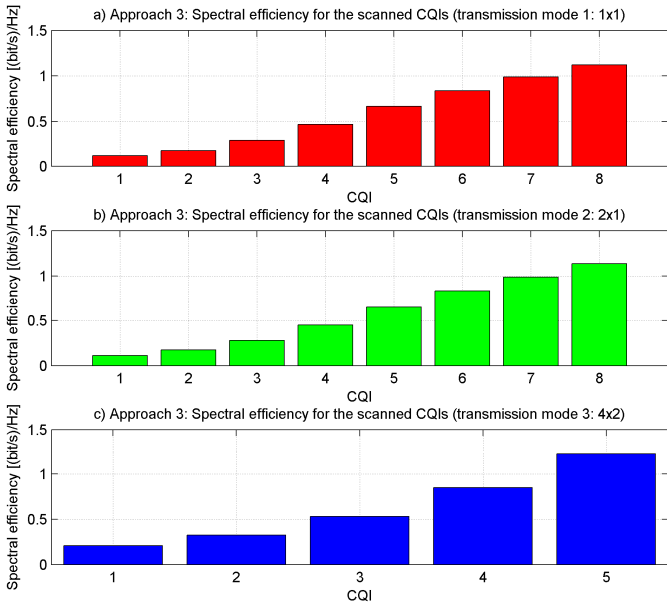 a) Approach 3: Spectral efficiency for the scanned CQIs (transmission mode 1: 1x1)
Spectral efficiency [(bit/s)/Hz]
1.5
1
0.5
0
1 2 3 4 5 6 7 8
CQI
b) Approach 3: Spectral efficiency for the scanned CQIs (transmission mode 2: 2x1)
Spectral efficiency [(bit/s)/Hz]
1.5
1
0.5
0
1 2 3 4 5 6 7 8
CQI
c) Approach 3: Spectral efficiency for the scanned CQIs (transmission mode 3: 4x2)
Spectral efficiency [(bit/s)/Hz]
1.5
1
0.5
0
1 2 3 4 5
CQI